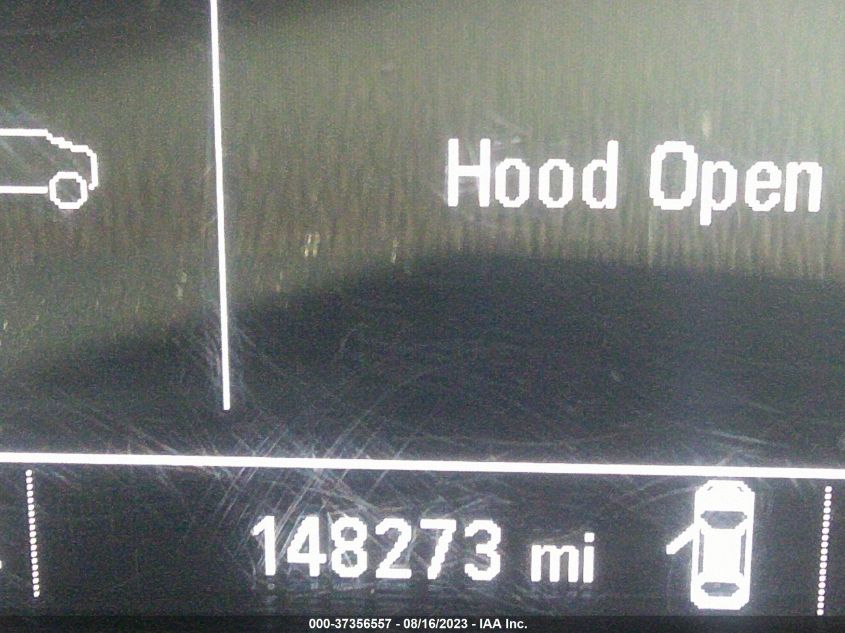 Hood Open
148273 mi
000-37356557 - 08/16/2023 - IAA Inc.